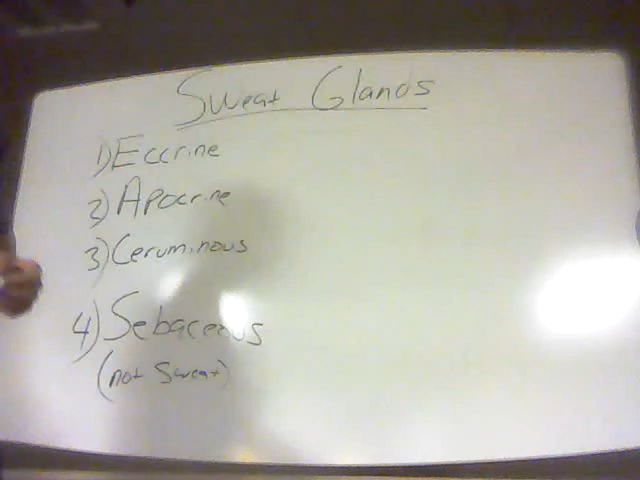 Sweat Glands
1) Eccrine
2) Apocrine
3) Ceruminous
4) Sebaceous
(not sweat)